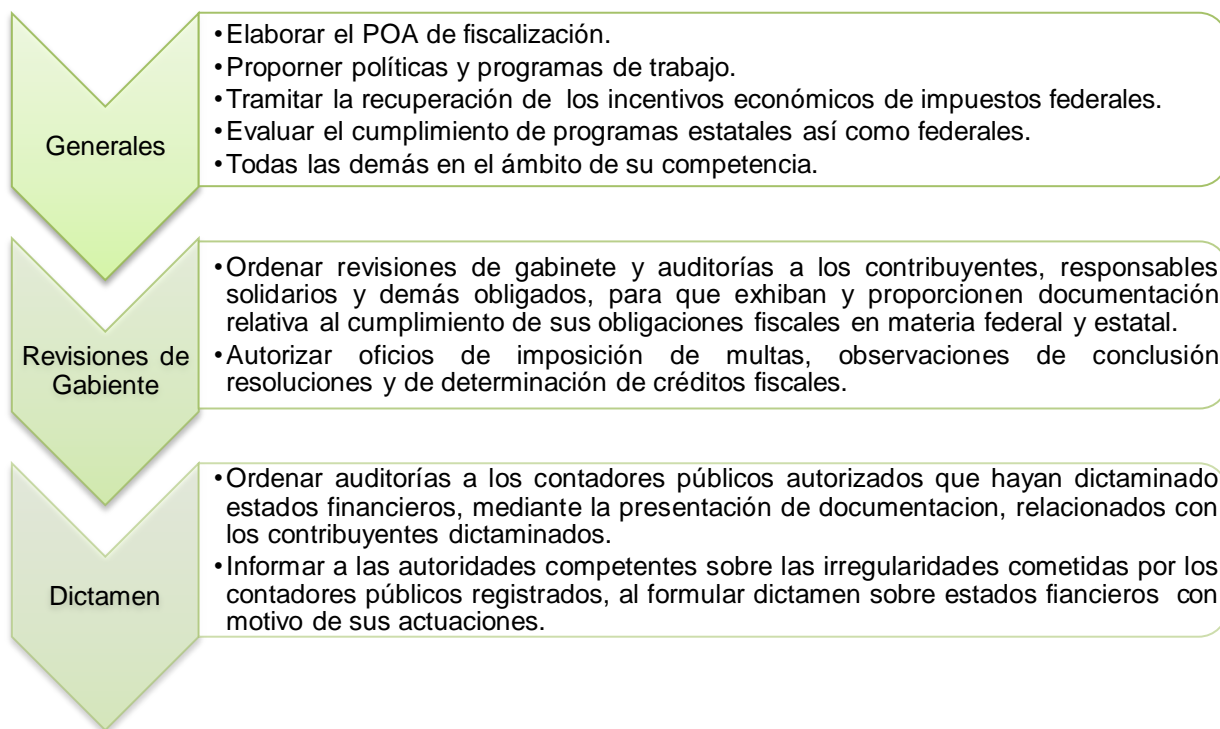 Generales
•Elaborar el POA de fiscalización.
•Proporner políticas y programas de trabajo.
•Tramitar la recuperación de los incentivos económicos de impuestos federales.
•Evaluar el cumplimiento de programas estatales así como federales.
•Todas las demás en el ámbito de su competencia.
Revisiones de
Gabiente
•Ordenar revisiones de gabinete y auditorías a los contribuyentes, responsables
solidarios y demás obligados, para que exhiban y proporcionen documentación
relativa al cumplimiento de sus obligaciones fiscales en materia federal y estatal.
•Autorizar oficios de imposición de multas, observaciones de conclusión
resoluciones y de determinación de créditos fiscales.
Dictamen
•Ordenar auditorías a los contadores públicos autorizados que hayan dictaminado
estados financieros, mediante la presentación de documentacion, relacionados con
los contribuyentes dictaminados.
•Informar a las autoridades competentes sobre las irregularidades cometidas por los
contadores públicos registrados, al formular dictamen sobre estados fiancieros con
motivo de sus actuaciones.